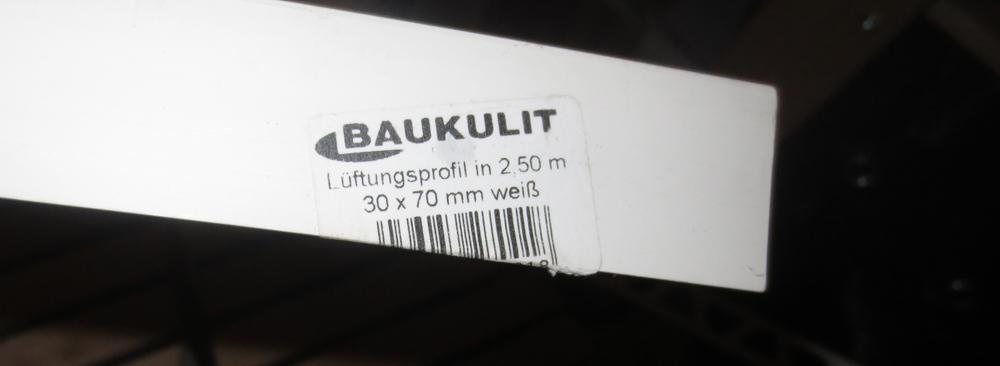 BAUKULIT
Lüftungsprofil in 2,50 m
30 x 70 mm weiß